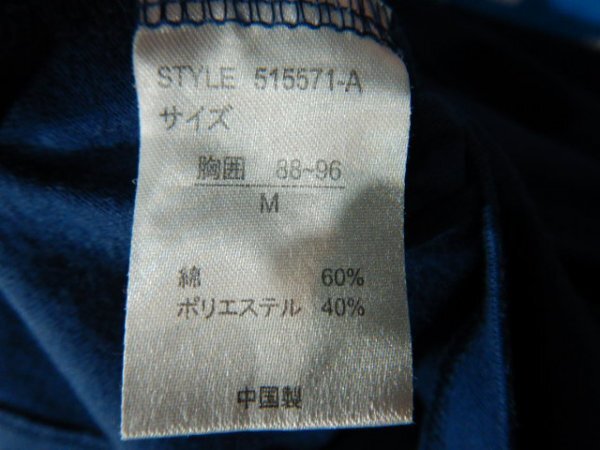 STYLE 515571-A
サイズ
胸囲 88~96
M
綿 60%
ポリエステル 40%
中国製